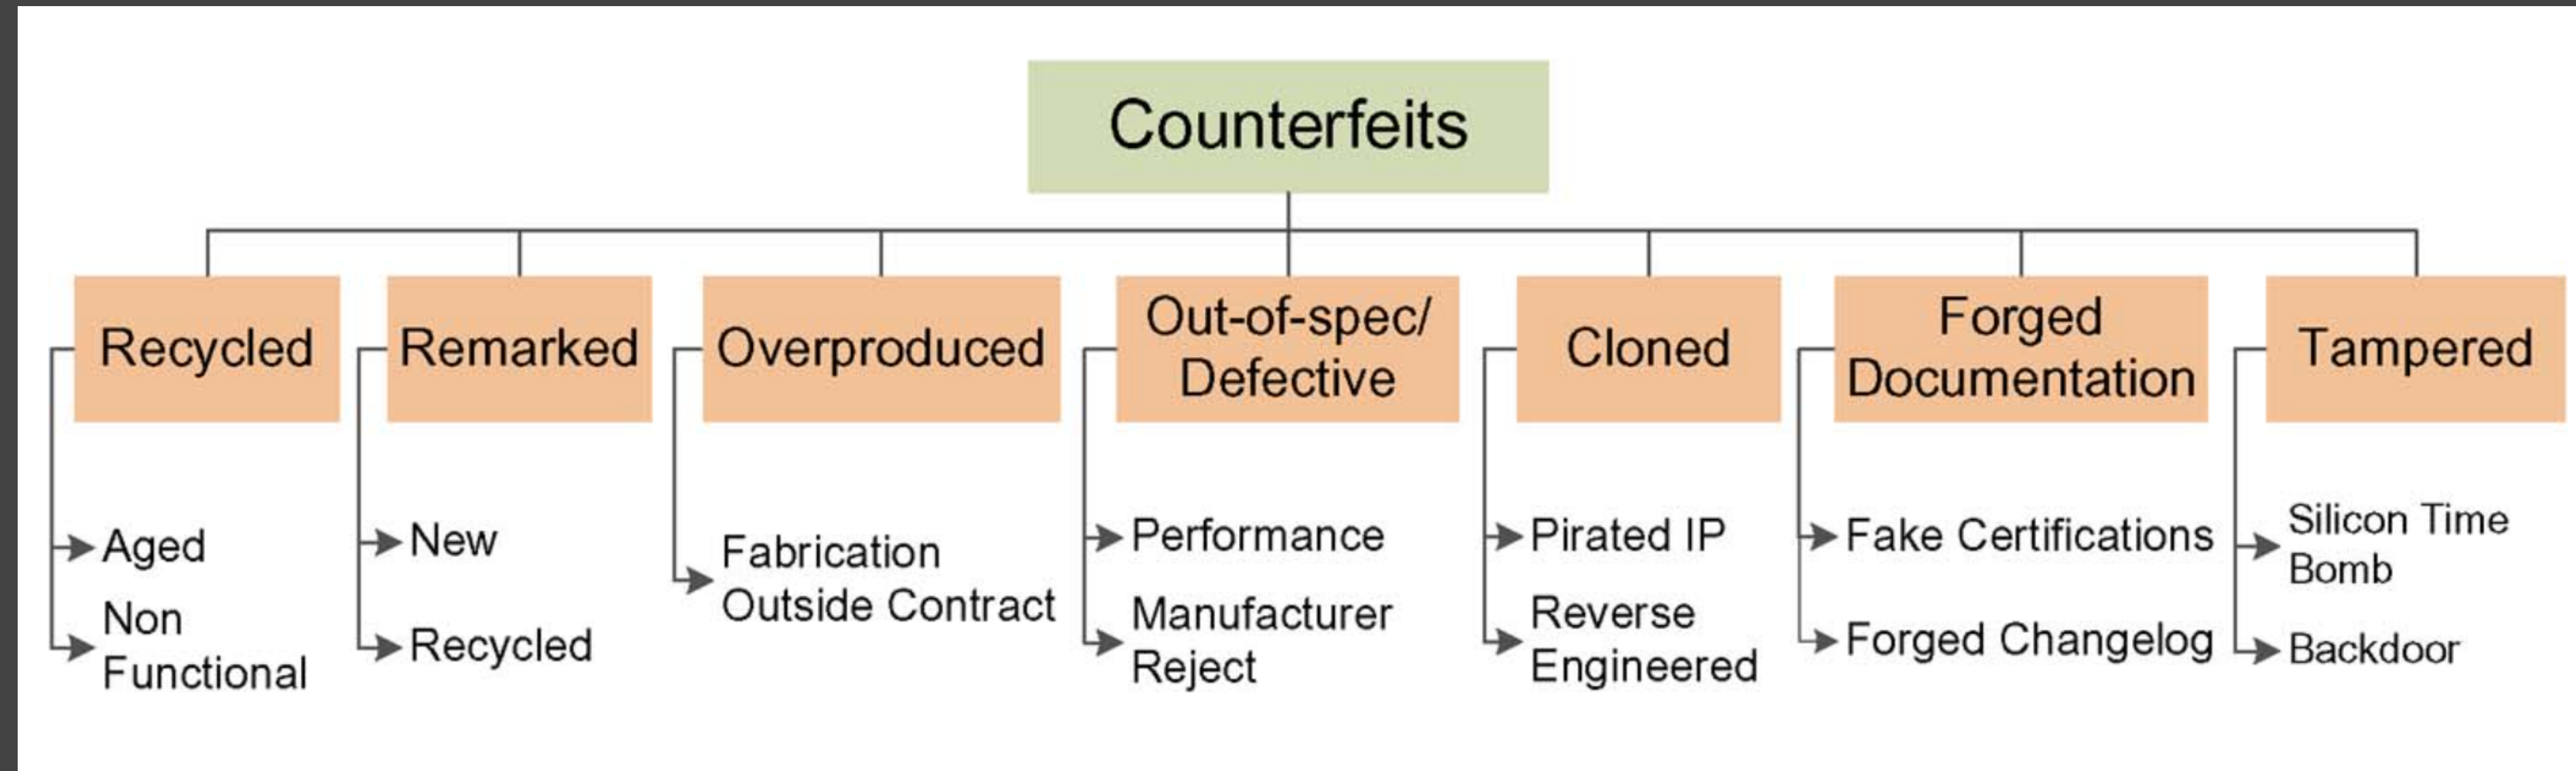 Counterfeits
Recycled
Aged
Non
Functional
Remarked
New
Recycled
Overproduced
Fabrication
Outside Contract
Out-of-spec/
Defective
Performance
Manufacturer
Reject
Cloned
Pirated IP
Reverse
Engineered
Forged
Documentation
Fake Certifications
Forged Changelog
Tampered
Silicon Time
Bomb
Backdoor